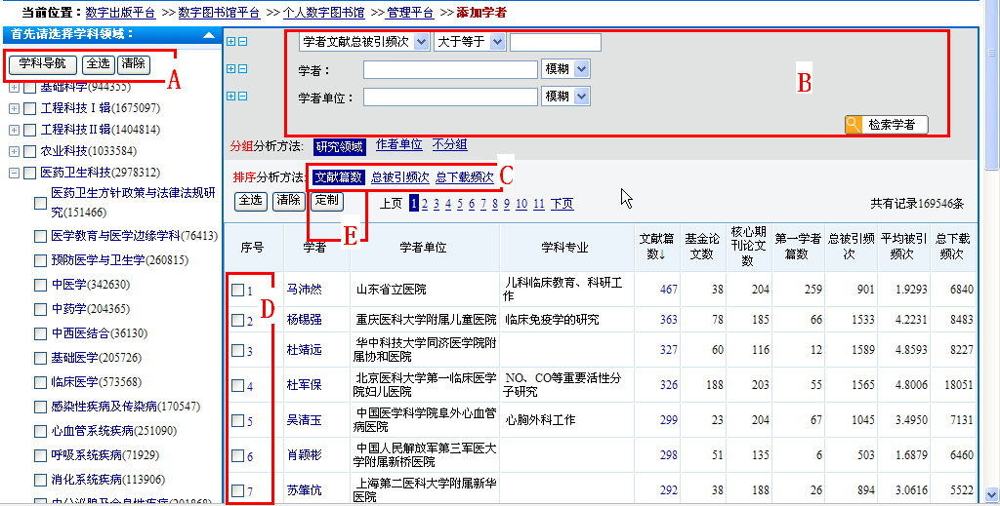 当前位置：数字出版平台 >>数字图书馆平台 >>个人数字图书馆 >>管理平台 >>添加学者
首先请选择学科领域：
学科导航 全选 清除
A
基础科学(944355)
工程科技Ⅰ辑(1675097)
工程科技Ⅱ辑(1404814)
农业科技(1033584)
医药卫生科技(2978312)
医药卫生方针政策与法律法规研
究(151466)
医学教育与医学边缘学科(76413)
预防医学与卫生学(260815)
中医学(342630)
中药学(204365)
中西医结合(36130)
基础医学(205726)
临床医学(573568)
感染性疾病及传染病(170547)
心血管系统疾病(251090)
呼吸系统疾病(71929)
消化系统疾病(113906)
中分泌腺及全身性疾病(201868)
学者文献总被引频次 大于等于
学者： 模糊
学者单位： 模糊
B
检索学者
分组分析方法: 研究领域 作者单位 不分组
排序分析方法: 文献篇数 总被引频次 总下载频次
C
全选 清除 定制 上页 1 2 3 4 5 6 7 8 9 10 11 下页 共有记录169546条
E
序号 学者 学者单位 学科专业 文献篇数↓ 基金论文数 核心期刊论文数 第一学者篇数 总被引频次 平均被引频次 总下载频次
D
1 马沛然 山东省立医院 儿科临床教育、科研工作 467 38 204 259 901 1.9293 6840
2 杨锡强 重庆医科大学附属儿童医院 临床免疫学的研究 363 78 185 66 1533 4.2231 8483
3 杜靖远 华中科技大学同济医学院附属协和医院 327 60 116 12 1589 4.8593 8227
4 杜军保 北京医科大学第一临床医学院妇儿医院 NO、CO等重要活性分子研究 326 188 203 55 1565 4.8006 18051
5 吴清玉 中国医学科学院阜外心血管病医院 心胸外科工作 299 23 204 67 1045 3.4950 7131
6 肖颖彬 中国人民解放军第三军医大学附属新桥医院 298 51 135 6 503 1.6879 6460
7 苏肇伉 上海第二医科大学附属新华医院 292 38 188 26 894 3.0616 5522